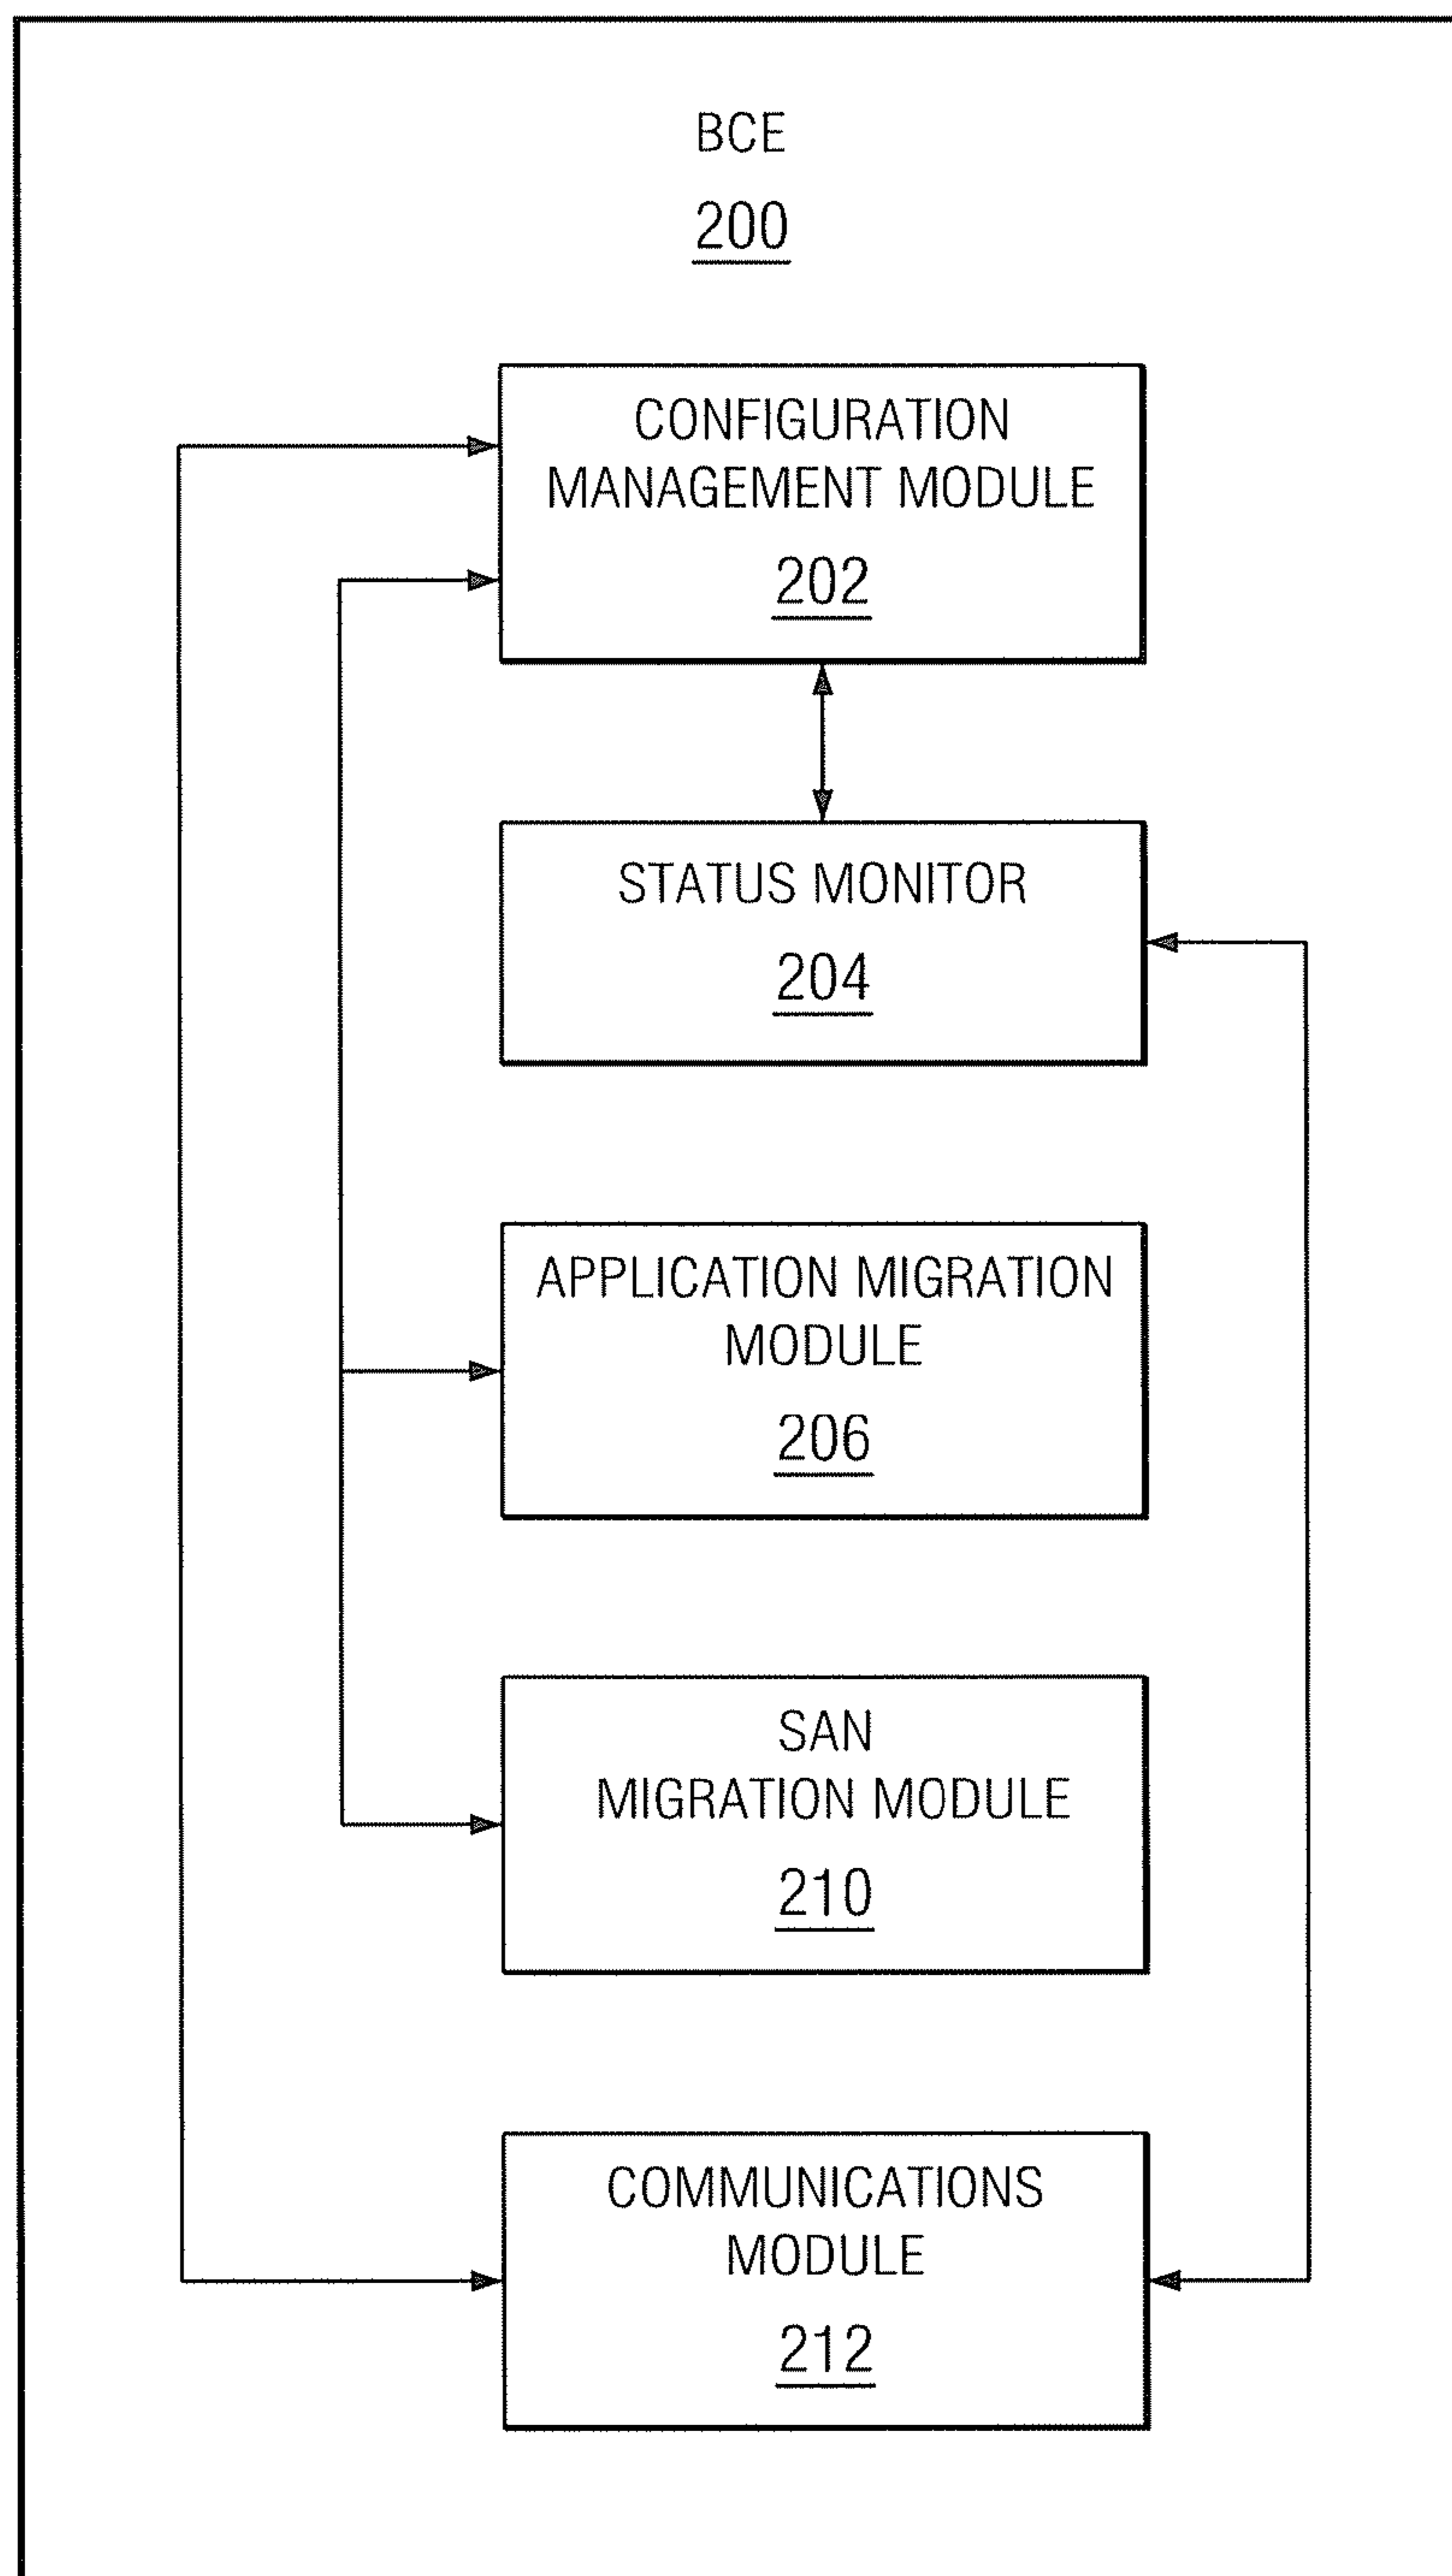 BCE
200
CONFIGURATION
MANAGEMENT MODULE
202
STATUS MONITOR
204
APPLICATION MIGRATION
MODULE
206
SAN
MIGRATION MODULE
210
COMMUNICATIONS
MODULE
212